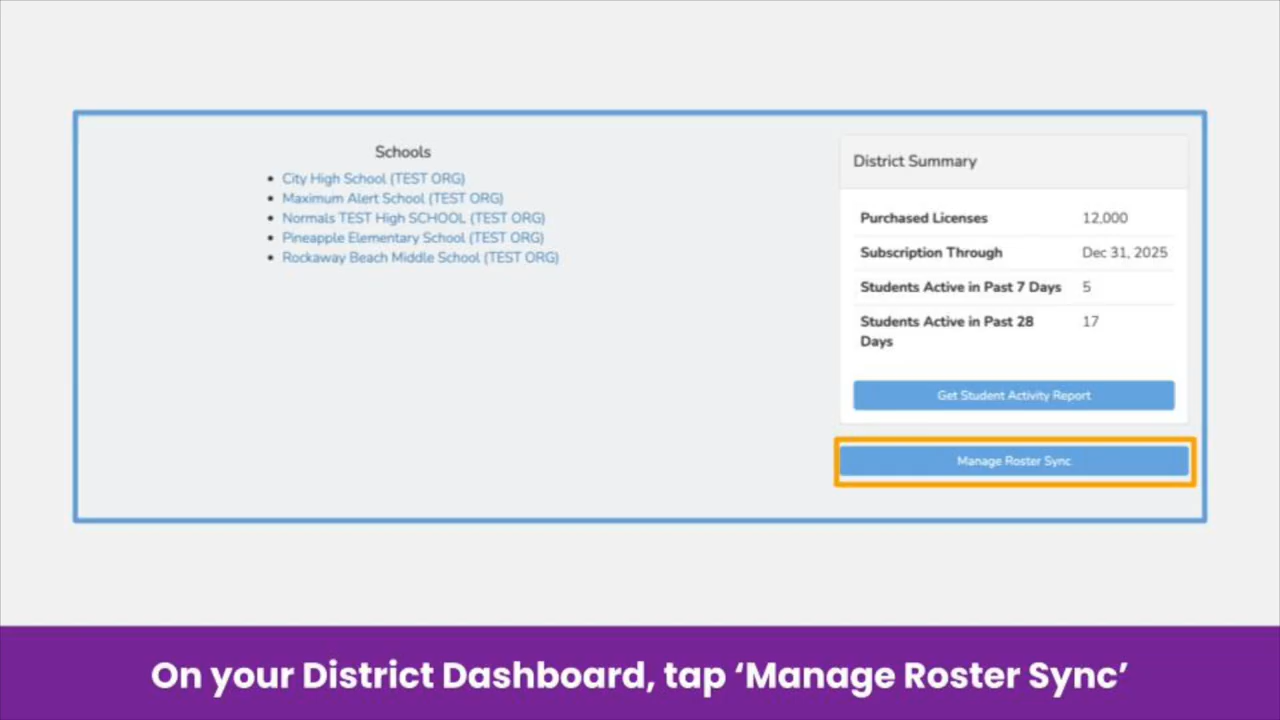 Schools
• City High School (TEST ORG)
• Maximum Alert School (TEST ORG)
• Normals TEST High SCHOOL (TEST ORG)
• Pineapple Elementary School (TEST ORG)
• Rockaway Beach Middle School (TEST ORG)
District Summary
Purchased Licenses 12,000
Subscription Through Dec 31, 2025
Students Active in Past 7 Days 5
Students Active in Past 28 17
Days
Get Student Activity Report
Manage Roster Sync
On your District Dashboard, tap ‘Manage Roster Sync’